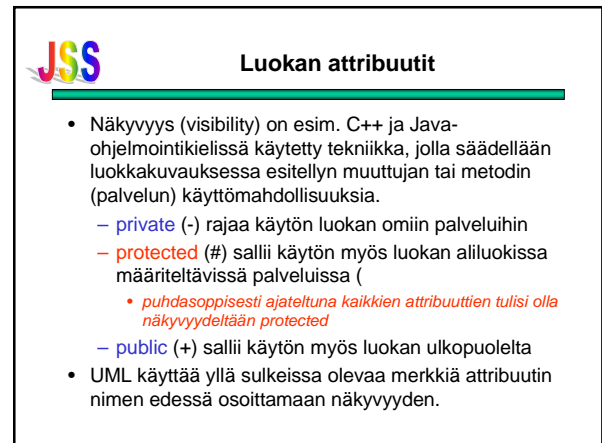 JSS
Luokan attribuutit
• Näkyvyys (visibility) on esim. C++ ja Java-
ohjelmointikielissä käytetty tekniikka, jolla säädellään
luokkakuvauksessa esitellyn muuttujan tai metodin
(palvelun) käyttömahdollisuuksia.
– private (-) rajaa käytön luokan omiin palveluihin
– protected (#) sallii käytön myös luokan aliluokissa
määriteltävissä palveluissa (
• puhdasoppisesti ajateltuna kaikkien attribuuttien tulisi olla
näkyvyydeltään protected
– public (+) sallii käytön myös luokan ulkopuolelta
• UML käyttää yllä sulkeissa olevaa merkkiä attribuutin
nimen edessä osoittamaan näkyvyyden.